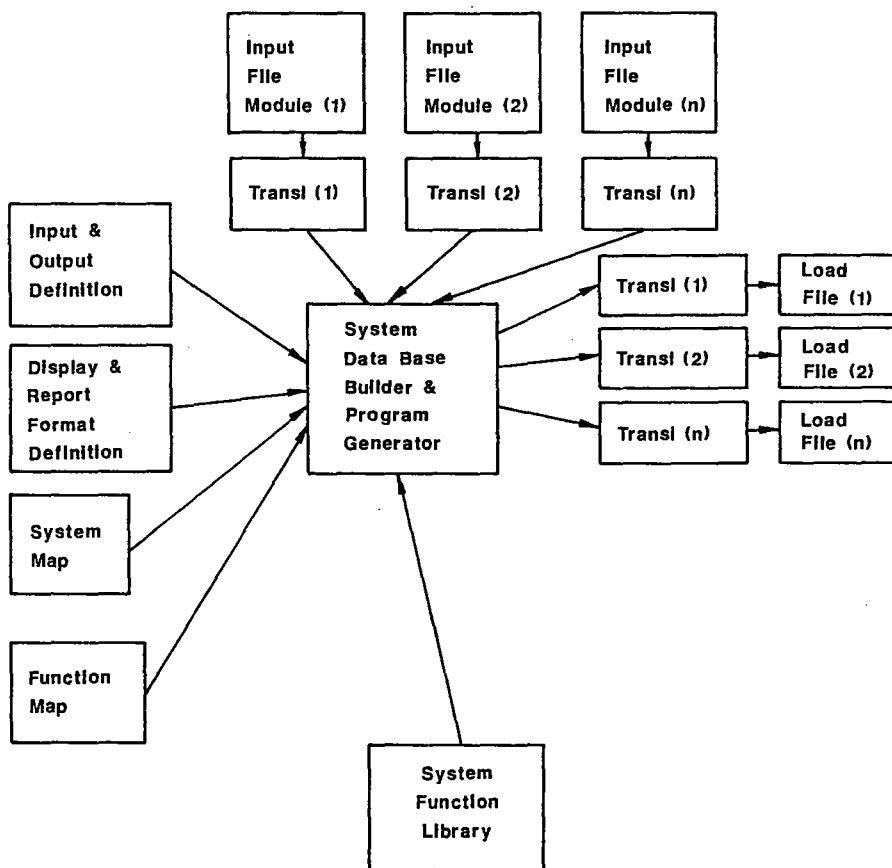 Input
File
Module (1)
Input
File
Module (2)
Input
File
Module (n)
Transl (1)
Transl (2)
Transl (n)
Input &
Output
Definition
Display &
Report
Format
Definition
System
Map
Function
Map
System
Data Base
Builder &
Program
Generator
Transl (1)
Load
File (1)
Transl (2)
Load
File (2)
Transl (n)
Load
File (n)
System
Function
Library